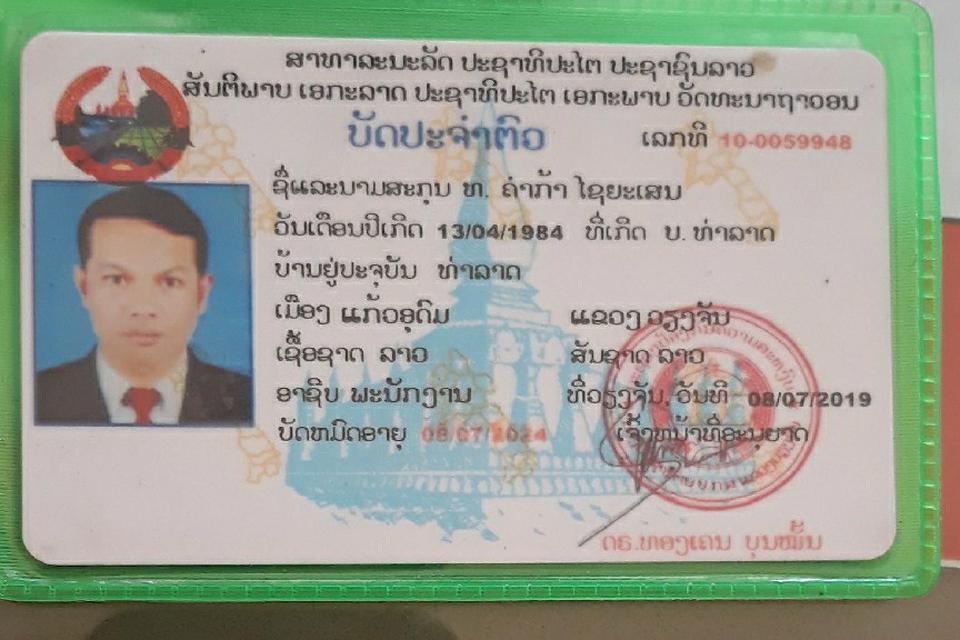 ສາທາລະນະລັດ ປະຊາທິປະໄຕ ປະຊາຊົນລາວ
ສັນຕິພາບ ເອກະລາດ ປະຊາທິປະໄຕ ເອກະພາບ ວັດທະນາຖາວອນ
ບັດປະຈຳຕົວ ເລກທີ 10-0059948
ຊື່ແລະນາມສະກຸນ ທ. ຄຳກ້າ ໄຊຍະເສນ
ວັນເດືອນປີເກີດ 13/04/1984 ທີ່ເກີດ ບ. ທ່າລາດ
ບ້ານຢູ່ປະຈຸບັນ ທ່າລາດ
ເມືອງ ແກ້ວອຸດົມ ແຂວງ ວຽງຈັນ
ເຊື້ອຊາດ ລາວ ສັນຊາດ ລາວ
ອາຊີບ ພະນັກງານ ທີ່ວຽງຈັນ, ວັນທີ 08/07/2019
ບັດຫມົດອາຍຸ 08/07/2024 ເຈົ້າຫນ້າທີ່ອະນຸຍາດ
ດຣ.ທອງເຄນ ບຸນໝັ້ນ